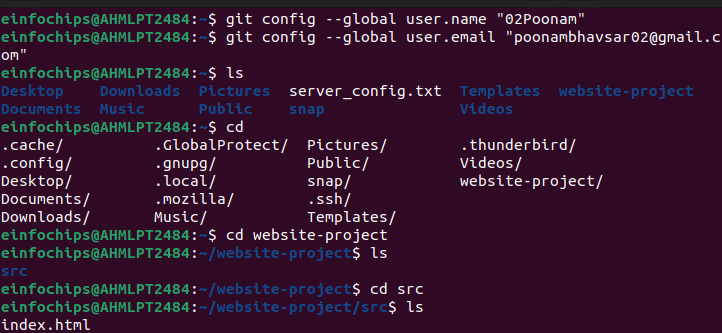 einfochips@AHMLPT2484:~$ git config --global user.name "02Poonam"
einfochips@AHMLPT2484:~$ git config --global user.email "poonambhavsar02@gmail.c
om"
einfochips@AHMLPT2484:~$ ls
Desktop    Downloads  Pictures  server_config.txt  Templates  website-project
Documents  Music      Public    snap               Videos
einfochips@AHMLPT2484:~$ cd
.cache/         .GlobalProtect/  Pictures/       .thunderbird/
.config/        .gnupg/          Public/         Videos/
Desktop/        .local/          snap/           website-project/
Documents/      .mozilla/        .ssh/
Downloads/      Music/           Templates/
einfochips@AHMLPT2484:~$ cd website-project
einfochips@AHMLPT2484:~/website-project$ ls
src
einfochips@AHMLPT2484:~/website-project$ cd src
einfochips@AHMLPT2484:~/website-project/src$ ls
index.html